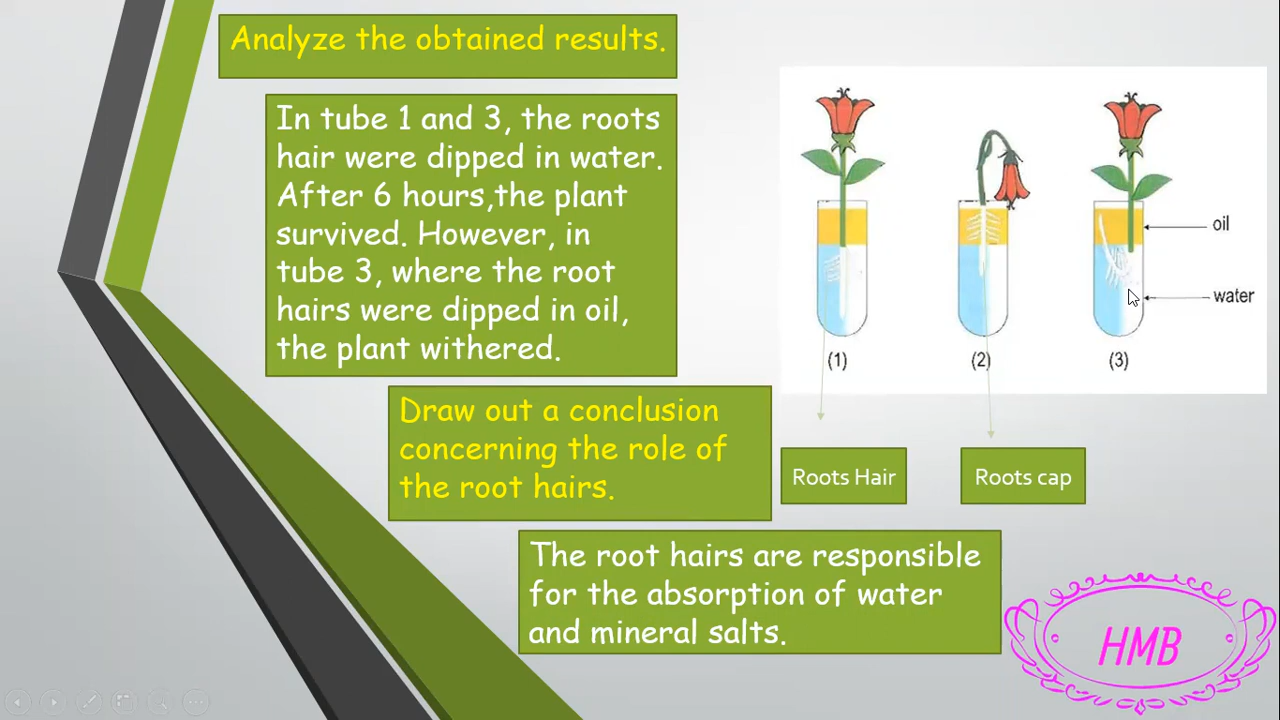 Analyze the obtained results.
In tube 1 and 3, the roots
hair were dipped in water.
After 6 hours,the plant
survived. However, in
tube 3, where the root
hairs were dipped in oil,
the plant withered.
oil
water
(1)
(2)
(3)
Draw out a conclusion
concerning the role of
the root hairs.
Roots Hair
Roots cap
The root hairs are responsible
for the absorption of water
and mineral salts.
HMB